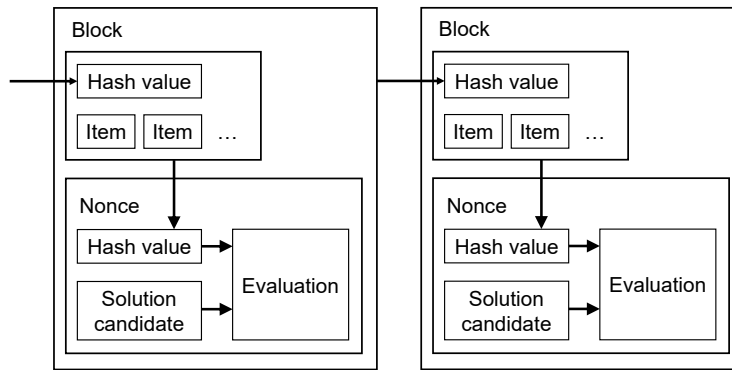 Block
Hash value
Item Item …
Nonce
Hash value
Solution
candidate
Evaluation
Block
Hash value
Item Item …
Nonce
Hash value
Solution
candidate
Evaluation